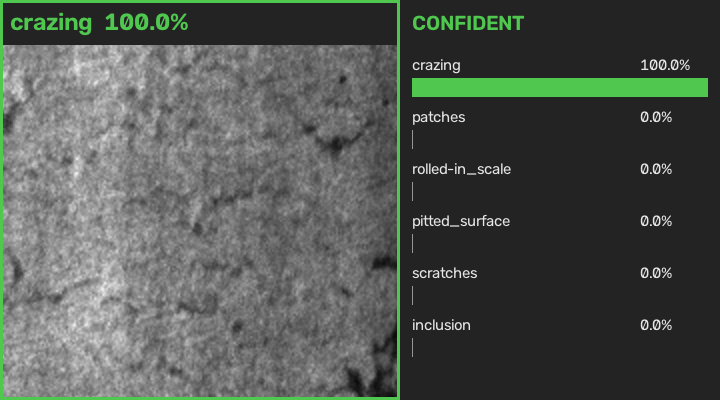 crazing 100.0%
CONFIDENT
crazing 100.0%
patches 0.0%
rolled-in_scale 0.0%
pitted_surface 0.0%
scratches 0.0%
inclusion 0.0%